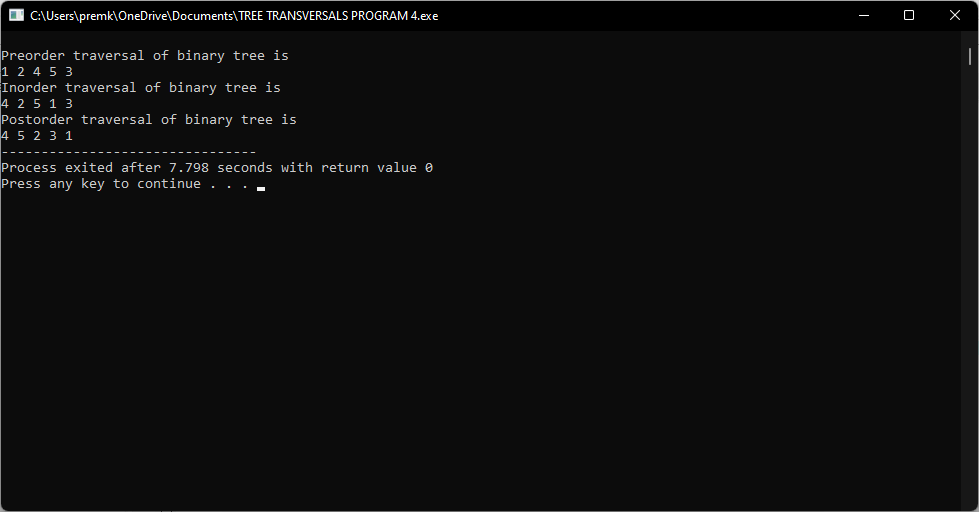 C:\Users\premk\OneDrive\Documents\TREE TRANSVERSALS PROGRAM 4.exe
Preorder traversal of binary tree is
1 2 4 5 3
Inorder traversal of binary tree is
4 2 5 1 3
Postorder traversal of binary tree is
4 5 2 3 1
--------------------------------
Process exited after 7.798 seconds with return value 0
Press any key to continue . . .